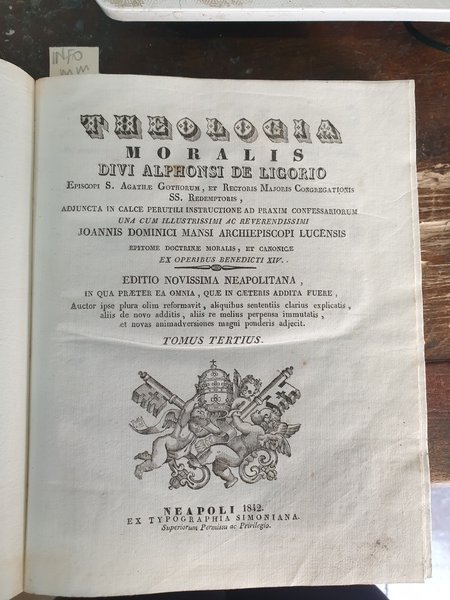 INFO
mm
THEOLOGIA
MORALIS
DIVI ALPHONSI DE LIGORIO
EPISCOPI S. AGATHÆ GOTHORUM, ET RECTORIS MAJORIS CONGREGATIONIS
SS. REDEMPTORIS,
ADJUNCTA IN CALCE PERUTILI INSTRUCTIONE AD PRAXIM CONFESSARIORUM
UNA CUM ILLUSTRISSIMI AC REVERENDISSIMI
JOANNIS DOMINICI MANSI ARCHIEPISCOPI LUCENSIS
EPITOME DOCTRINÆ MORALIS, ET CANONICÆ
EX OPERIBUS BENEDICTI XIV.
EDITIO NOVISSIMA NEAPOLITANA,
IN QUA PRÆTER EA OMNIA, QUÆ IN CÆTERIS ADDITA FUERE,
Auctor ipse plura olim reformavit, aliquibus sententiis clarius explicatis,
aliis de novo additis, aliis re melius perpensa immutatis,
et novas animadversiones magni ponderis adjecit.
TOMUS TERTIUS.
NEAPOLI 1842.
EX TYPOGRAPHIA SIMONIANA.
Superiorum Permissu ac Privilegio.